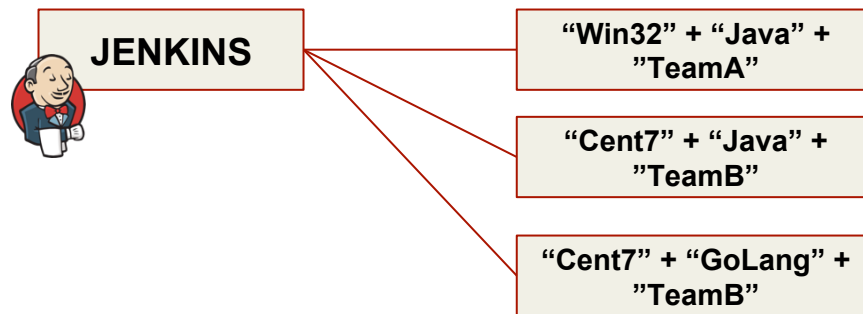 JENKINS
“Win32” + “Java” +
”TeamA”
“Cent7” + “Java” +
”TeamB”
“Cent7” + “GoLang” +
”TeamB”